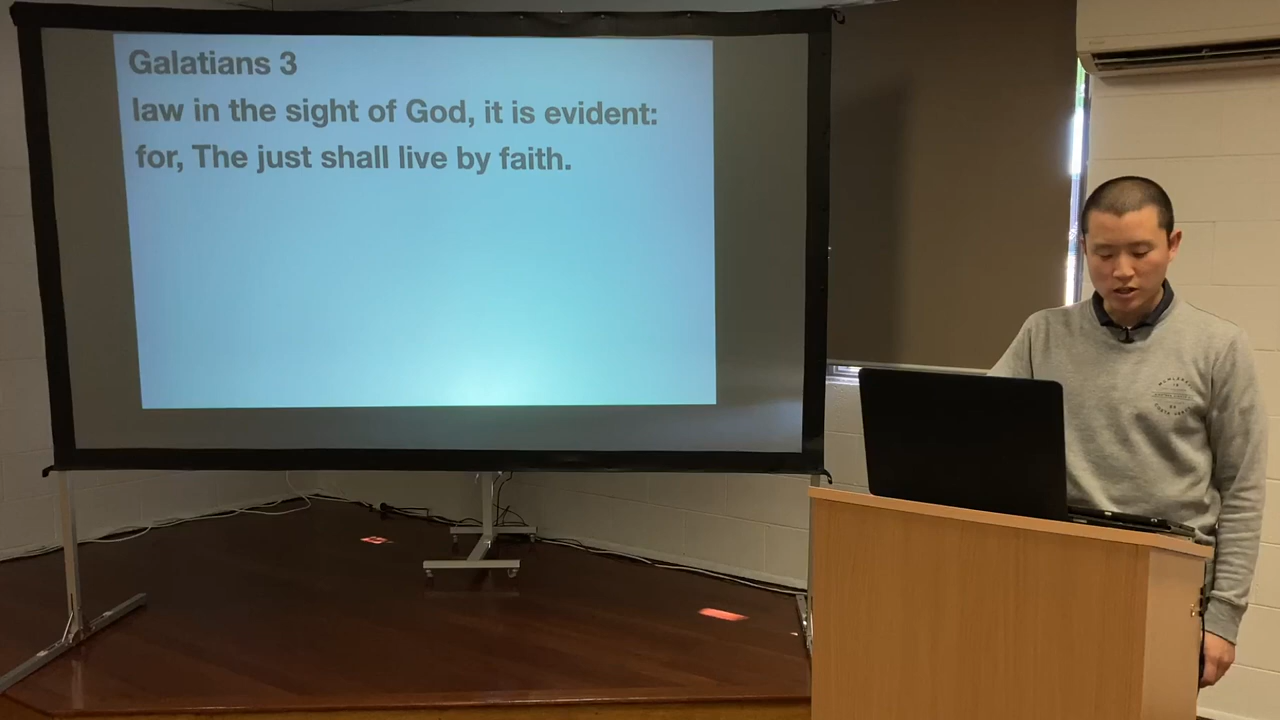 Galatians 3
law in the sight of God, it is evident:
for, The just shall live by faith.